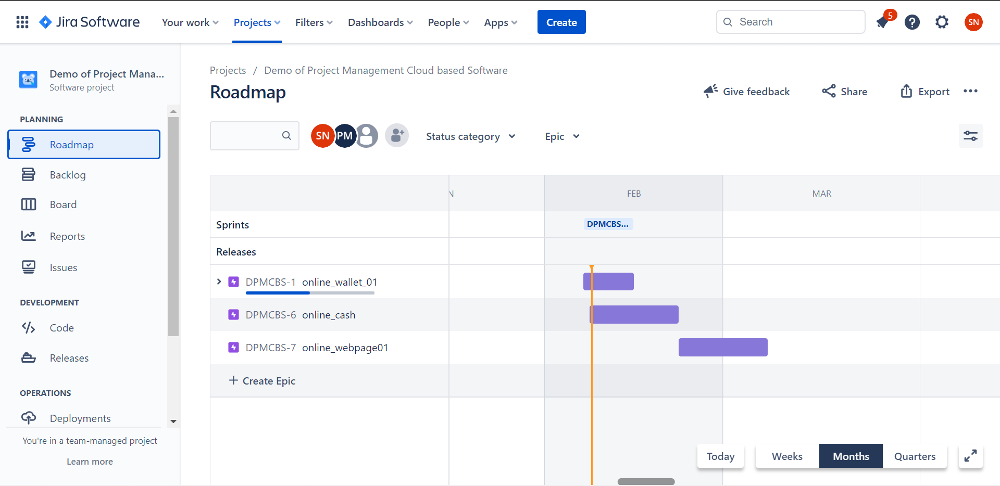 Jira Software
Your work
Projects
Filters
Dashboards
People
Apps
Create
Search
5
?
SN
Demo of Project Mana...
Software project
PLANNING
Roadmap
Backlog
Board
Reports
Issues
DEVELOPMENT
Code
Releases
OPERATIONS
Deployments
You're in a team-managed project
Learn more
Projects / Demo of Project Management Cloud based Software
Roadmap
Give feedback
Share
Export
SN
PM
Status category
Epic
N
FEB
MAR
Sprints
DPMCBS...
Releases
DPMCBS-1 online_wallet_01
DPMCBS-6 online_cash
DPMCBS-7 online_webpage01
+ Create Epic
Today
Weeks
Months
Quarters